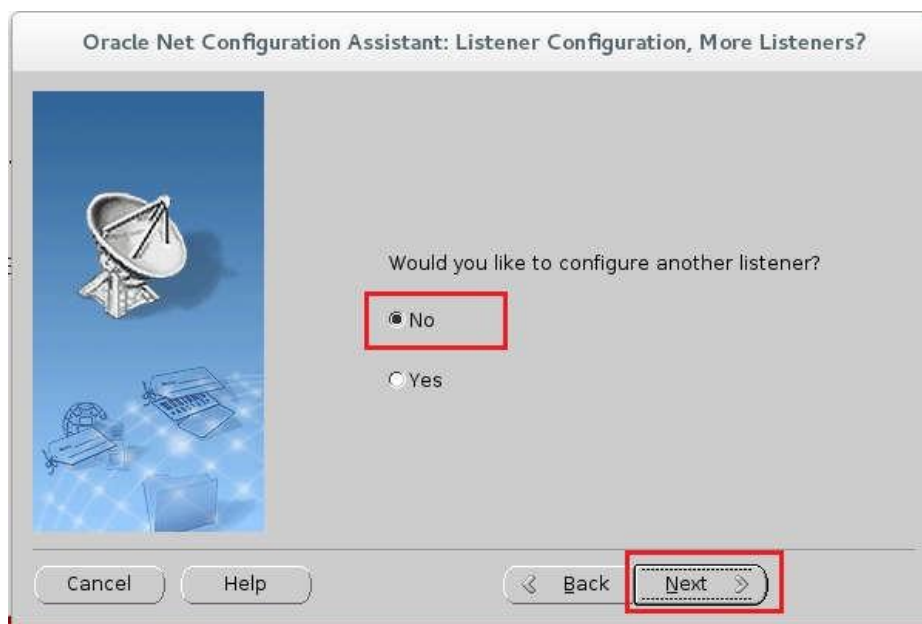 Oracle Net Configuration Assistant: Listener Configuration, More Listeners?
Would you like to configure another listener?
No
Yes
Cancel Help Back Next